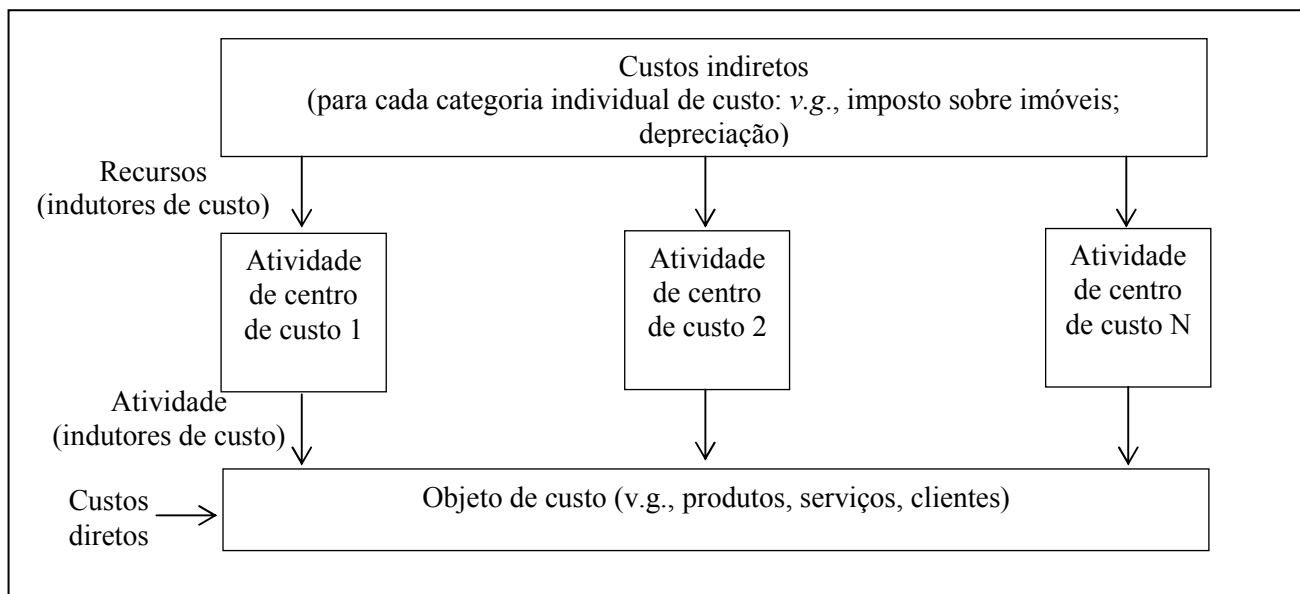 Custos indiretos
(para cada categoria individual de custo: v.g., imposto sobre imóveis;
depreciação)
Recursos
(indutores de custo)
Atividade
de centro
de custo 1
Atividade
de centro
de custo 2
Atividade
de centro
de custo N
Atividade
(indutores de custo)
Custos
diretos
Objeto de custo (v.g., produtos, serviços, clientes)